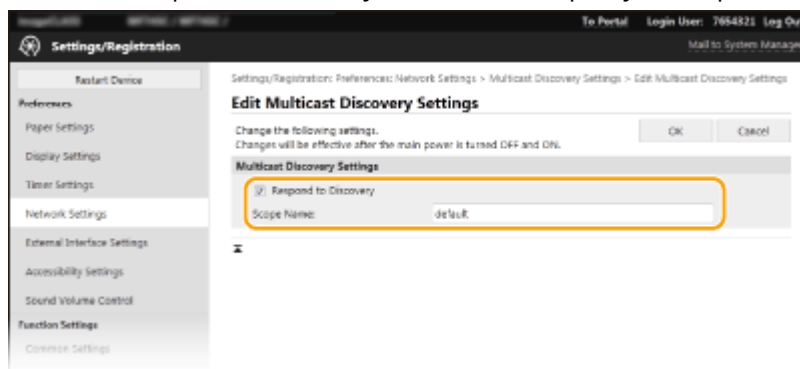 To Portal Login User: 7654321 Log Ou
Settings/Registration
Mail to System Manage
Restart Device
Settings/Registration: Preferences: Network Settings > Multicast Discovery Settings > Edit Multicast Discovery Settings
Preferences
Edit Multicast Discovery Settings
Paper Settings
Change the following settings.
Changes will be effective after the main power is turned OFF and ON.
OK Cancel
Display Settings
Multicast Discovery Settings
Timer Settings
Respond to Discovery
Network Settings
Scope Name: default
External Interface Settings
Accessibility Settings
Sound Volume Control
Function Settings
Common Settings